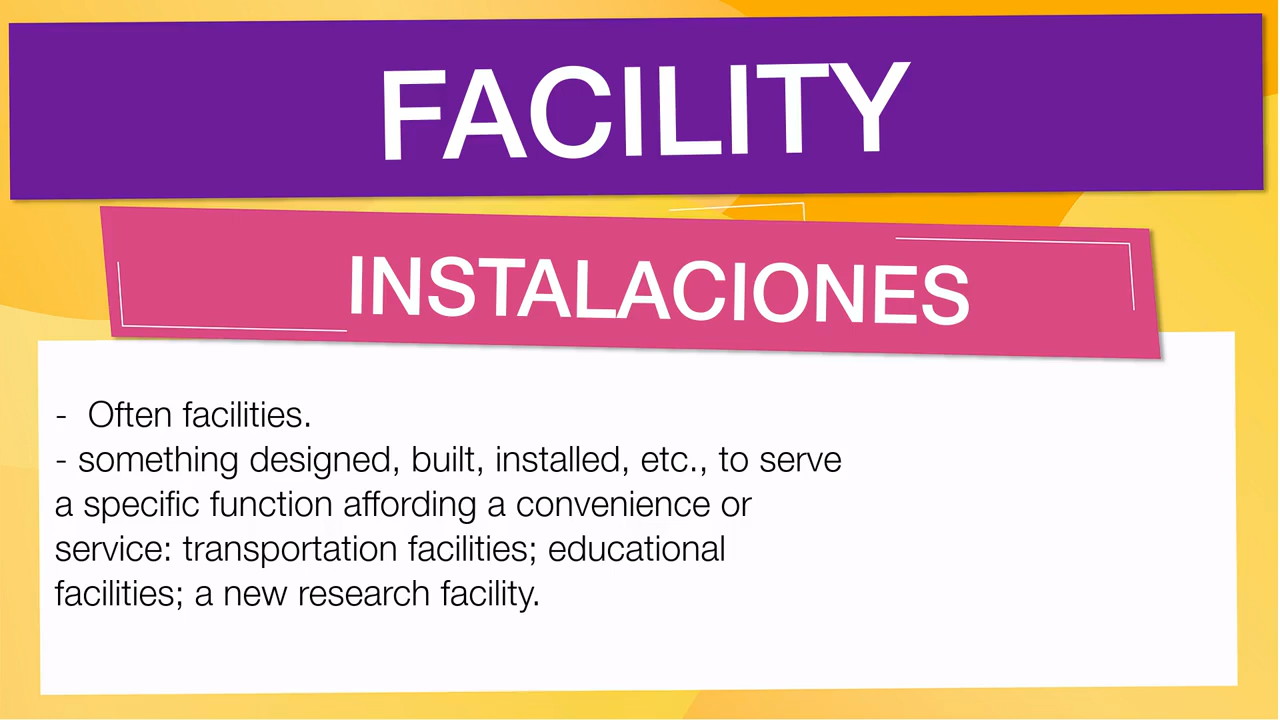 FACILITY
INSTALACIONES
- Often facilities.
- something designed, built, installed, etc., to serve
a specific function affording a convenience or
service: transportation facilities; educational
facilities; a new research facility.